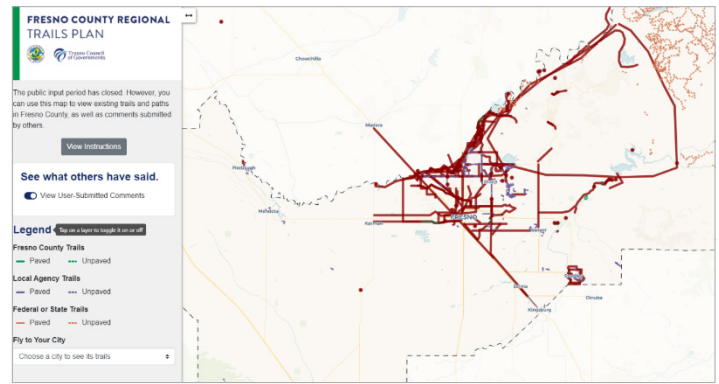 FRESNO COUNTY REGIONAL
TRAILS PLAN
Fresno Council
of Governments
The public input period has closed. However, you
can use this map to view existing trails and paths
in Fresno County, as well as comments submitted
by others.
View Instructions
See what others have said.
View User-Submitted Comments
Legend
Tap on a layer to toggle it on or off
Fresno County Trails
Paved
Unpaved
Local Agency Trails
Paved
Unpaved
Federal or State Trails
Paved
Unpaved
Fly to Your City
Choose a city to see its trails
Chowchilla
Madera
Firebaugh
Mendota
Kerman
FRESNO
Sanger
Dinuba
Kingsburg